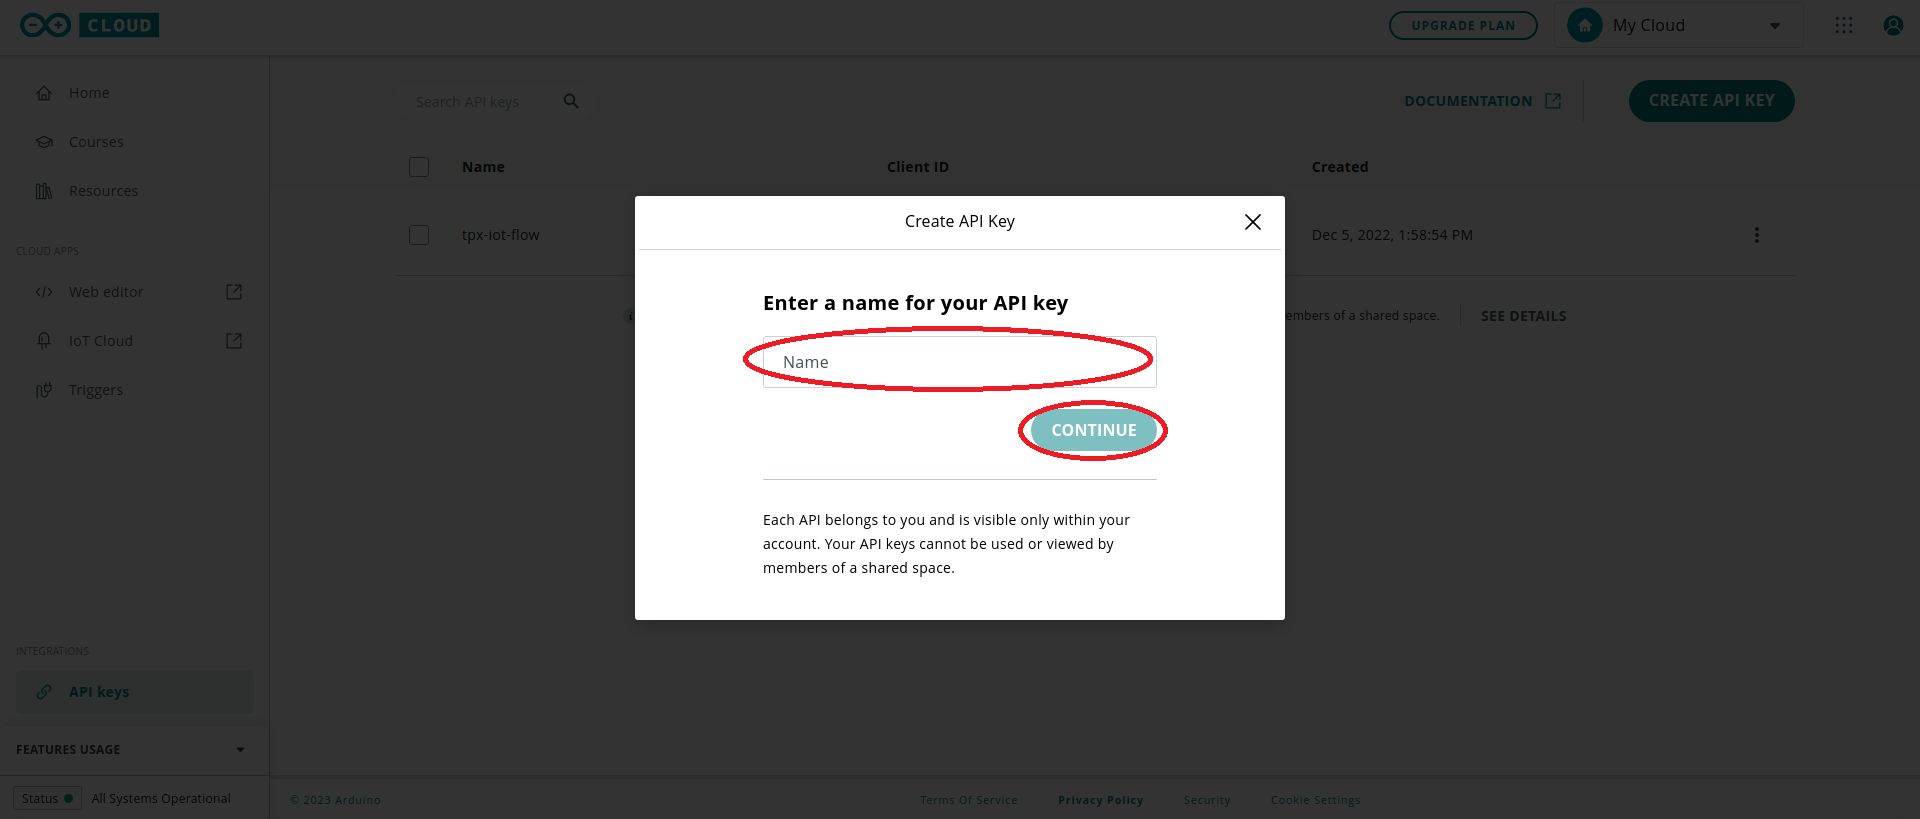 CLOUD
UPGRADE PLAN
My Cloud
Home
Courses
Resources
CLOUD APPS
Web editor
IoT Cloud
Triggers
INTEGRATIONS
API keys
FEATURES USAGE
Status
All Systems Operational
Search API keys
DOCUMENTATION
CREATE API KEY
Name Client ID Created
tpx-iot-flow Dec 5, 2022, 1:58:54 PM
of a shared space. SEE DETAILS
Create API Key
Enter a name for your API key
Name
CONTINUE
Each API belongs to you and is visible only within your
account. Your API keys cannot be used or viewed by
members of a shared space.
© 2023 Arduino
Terms Of Service Privacy Policy Security Cookie Settings